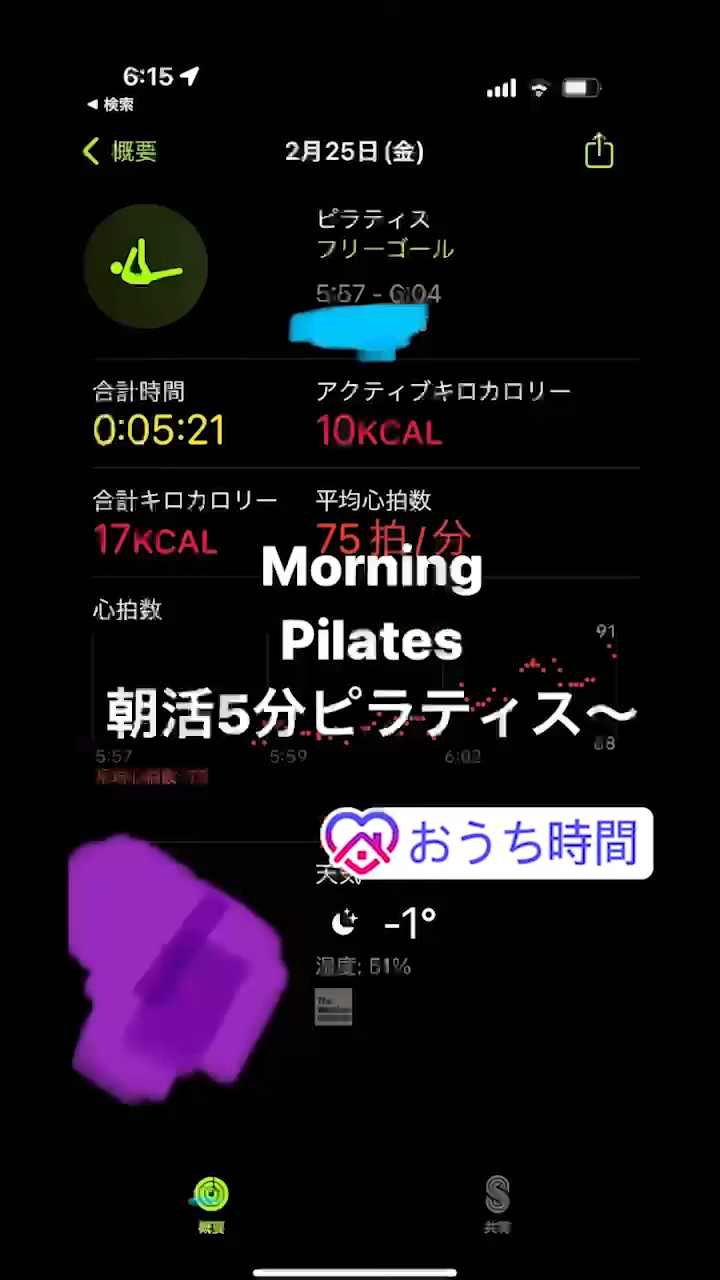 6:15
◀ 検索
概要
2月25日(金)
ピラティス
フリーゴール
5:57 - 6:04
合計時間
アクティブキロカロリー
0:05:21
10KCAL
合計キロカロリー
平均心拍数
17KCAL
75 拍/分
Morning
Pilates
心拍数
91
朝活5分ピラティス〜
68
5:57
5:59
6:02
おうち時間
天気
-1°
湿度: 51%
概要
共有